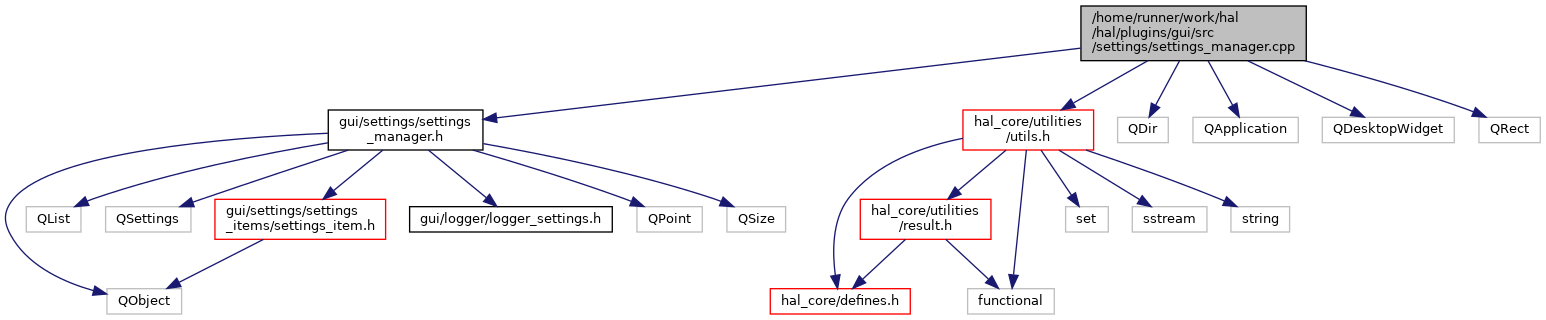 /home/runner/work/hal
/hal/plugins/gui/src
/settings/settings_manager.cpp
gui/settings/settings
_manager.h
hal_core/utilities
/utils.h
QDir
QApplication
QDesktopWidget
QRect
QList
QSettings
gui/settings/settings
_items/settings_item.h
gui/logger/logger_settings.h
QPoint
QSize
hal_core/utilities
/result.h
set
sstream
string
QObject
hal_core/defines.h
functional